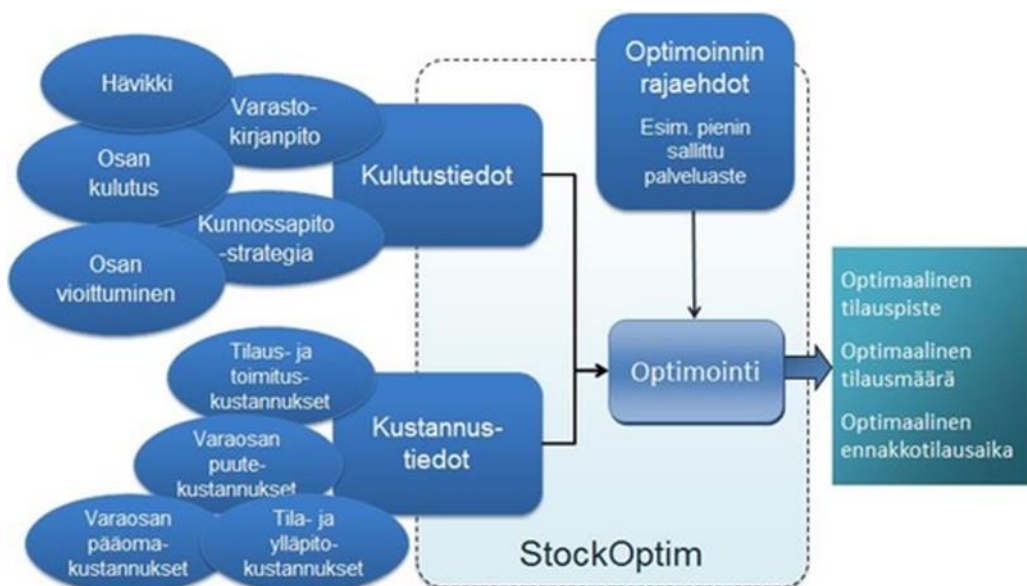 Hävikki
Varasto-
kirjanpito
Osan
kulutus
Kunnossapito
-strategia
Osan
vioittuminen
Kulutustiedot
Optimoinnin
rajaehdot
Esim. pienin
sallittu
palveluaste
Tilaus- ja
toimitus-
kustannukset
Varaosan
puute-
kustannukset
Varaosan
pääoma-
kustannukset
Tila- ja
ylläpito-
kustannukset
Kustannus-
tiedot
Optimointi
Optimaalinen
tilauspiste
Optimaalinen
tilausmäärä
Optimaalinen
ennakkotilausaika
StockOptim